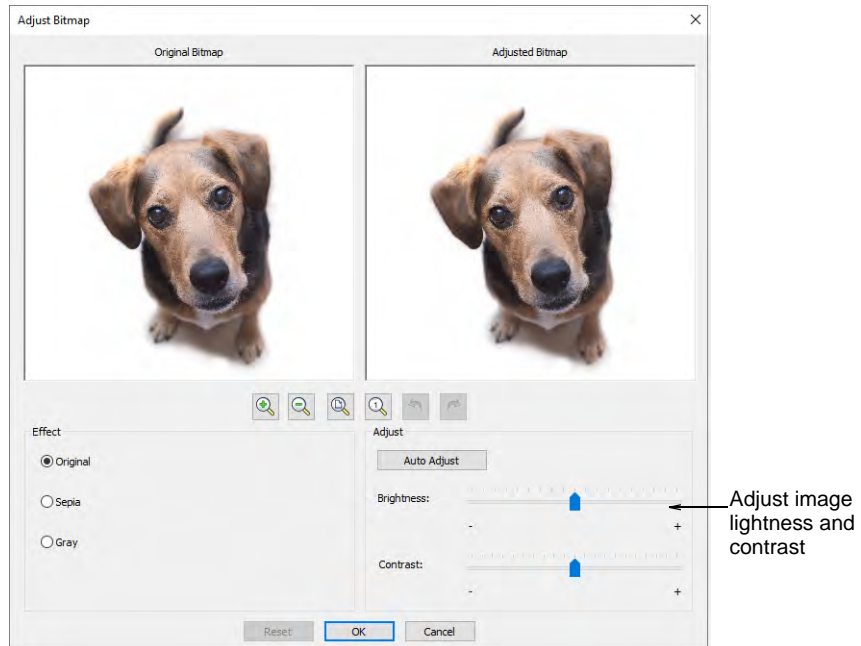 Adjust Bitmap
Original Bitmap
Adjusted Bitmap
1
Effect
Original
Sepia
Gray
Adjust
Auto Adjust
Brightness:
- +
Contrast:
- +
Adjust image
lightness and
contrast
Reset OK Cancel